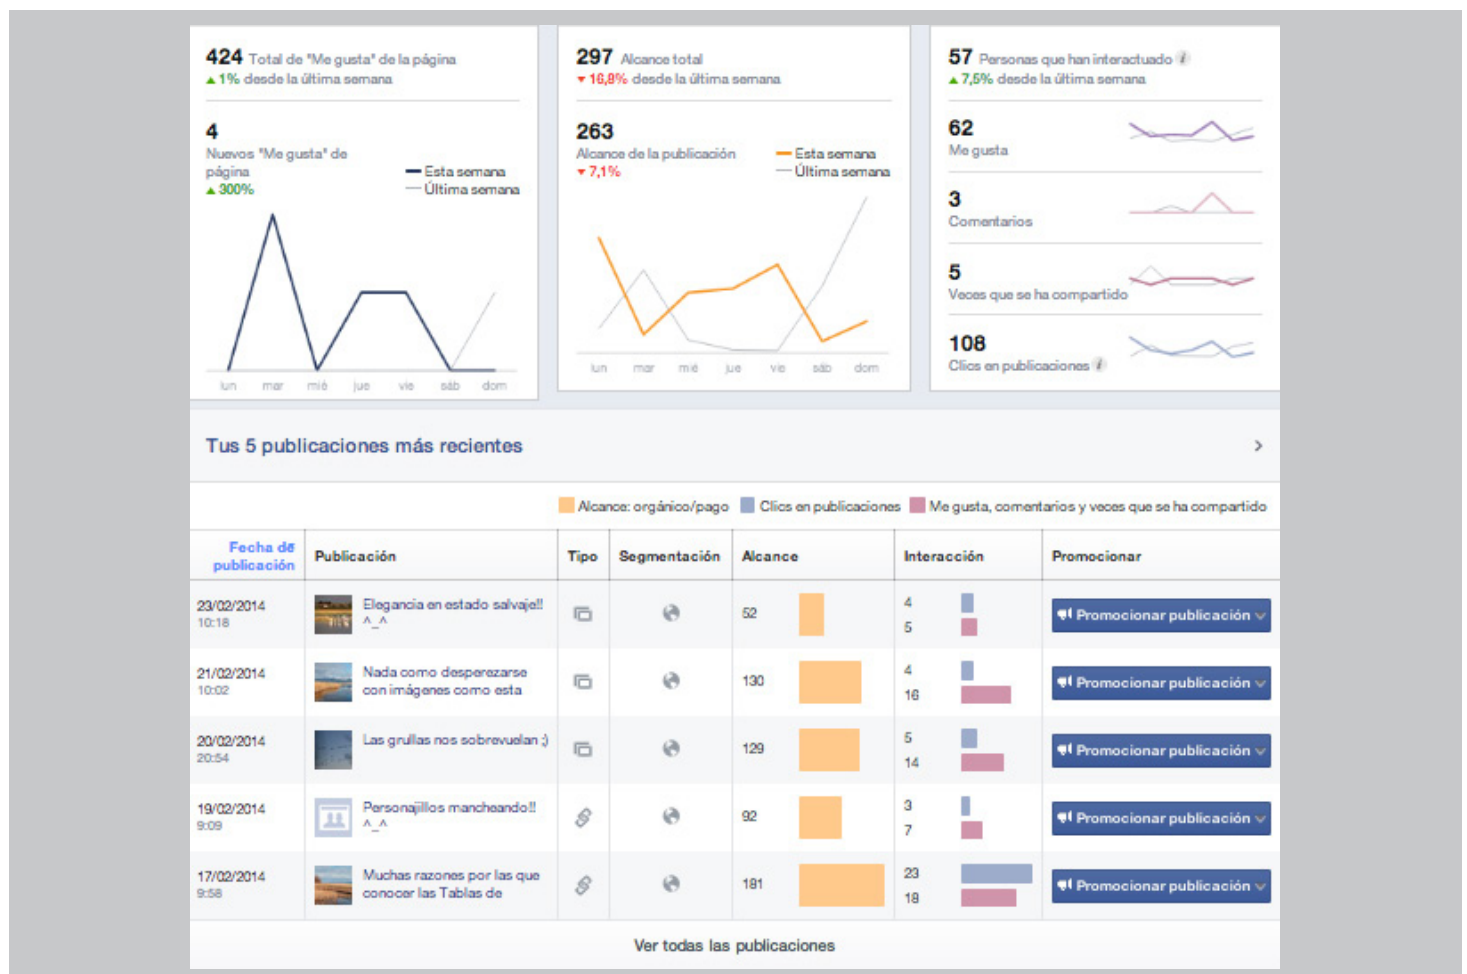 424 Total de "Me gusta" de la página
1% desde la última semana
4
Nuevos "Me gusta" de
página
300%
Esta semana
Última semana
lun mar mié jue vie sáb dom
297 Alcance total
16,8% desde la última semana
263
Alcance de la publicación
7,1%
Esta semana
Última semana
lun mar mié jue vie sáb dom
57 Personas que han interactuado i
7,5% desde la última semana
62
Me gusta
3
Comentarios
5
Veces que se ha compartido
108
Clics en publicaciones i
Tus 5 publicaciones más recientes
Alcance: orgánico/pago Clics en publicaciones Me gusta, comentarios y veces que se ha compartido
Fecha de
publicación
Publicación Tipo Segmentación Alcance Interacción Promocionar
23/02/2014
10:18
Elegancia en estado salvaje!!
^_^
52
4
5
Promocionar publicación
21/02/2014
10:02
Nada como desperezarse
con imágenes como esta
130
4
16
Promocionar publicación
20/02/2014
20:54
Las grullas nos sobrevuelan ;)
129
5
14
Promocionar publicación
19/02/2014
9:09
Personajillos mancheando!!
^_^
92
3
7
Promocionar publicación
17/02/2014
9:58
Muchas razones por las que
conocer las Tablas de
181
23
18
Promocionar publicación
Ver todas las publicaciones